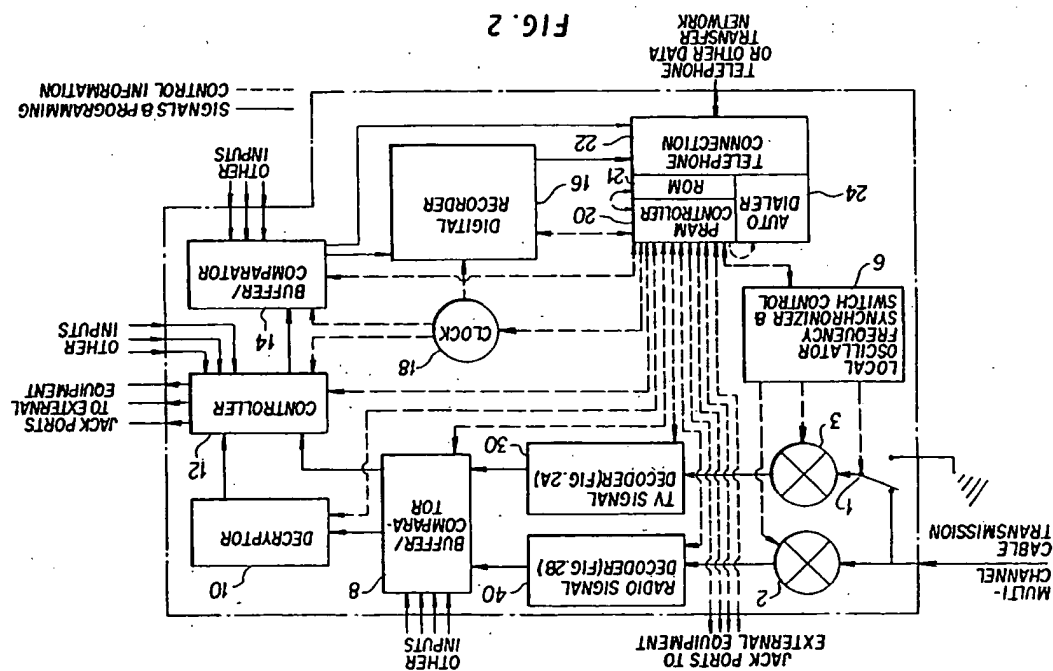 JACK PORTS TO
EXTERNAL EQUIPMENT
OTHER
INPUTS
MULTI-
CHANNEL
CABLE
TRANSMISSION
2
40
RADIO SIGNAL
DECODER(FIG.2B)
8
BUFFER/
COMPARA-
TOR
10
DECRYPTOR
1
3
TV SIGNAL
DECODER(FIG.2A)
30
12
CONTROLLER
JACK PORTS
TO EXTERNAL
EQUIPMENT
OTHER
INPUTS
LOCAL
OSCILLATOR
FREQUENCY
SYNCHRONIZER &
SWITCH CONTROL
6
18
CLOCK
14
BUFFER/
COMPARATOR
OTHER
INPUTS
24
AUTO
DIALER
PRAM
CONTROLLER
20
ROM
21
TELEPHONE
CONNECTION
22
16
DIGITAL
RECORDER
TELEPHONE
OR OTHER DATA
TRANSFER
NETWORK
SIGNALS & PROGRAMMING
CONTROL INFORMATION
FIG. 2